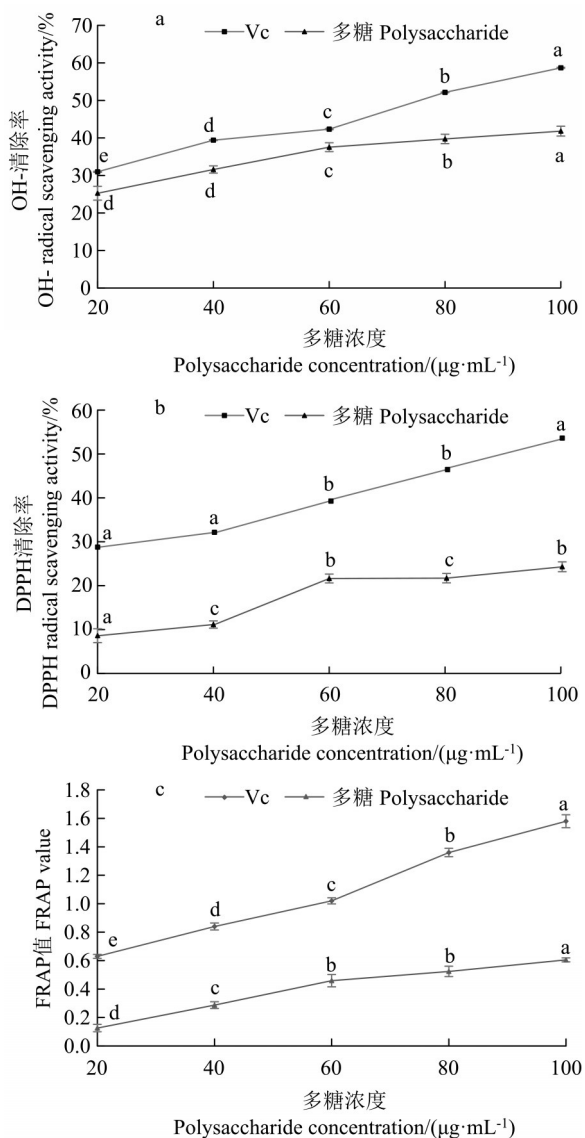 a
Vc
多糖 Polysaccharide
OH-清除率
OH- radical scavenging activity/%
70
60
50
40
30
20
10
0
e
d
c
b
a
d
d
c
b
a
20 40 60 80 100
多糖浓度
Polysaccharide concentration/(μg·mL-1)
b
Vc
多糖 Polysaccharide
DPPH清除率
DPPH radical scavenging activity/%
60
50
40
30
20
10
0
a
a
b
b
a
a
c
b
c
b
20 40 60 80 100
多糖浓度
Polysaccharide concentration/(μg·mL-1)
c
Vc
多糖 Polysaccharide
FRAP值 FRAP value
1.8
1.6
1.4
1.2
1.0
0.8
0.6
0.4
0.2
0.0
e
d
c
b
a
d
c
b
b
a
20 40 60 80 100
多糖浓度
Polysaccharide concentration/(μg·mL-1)